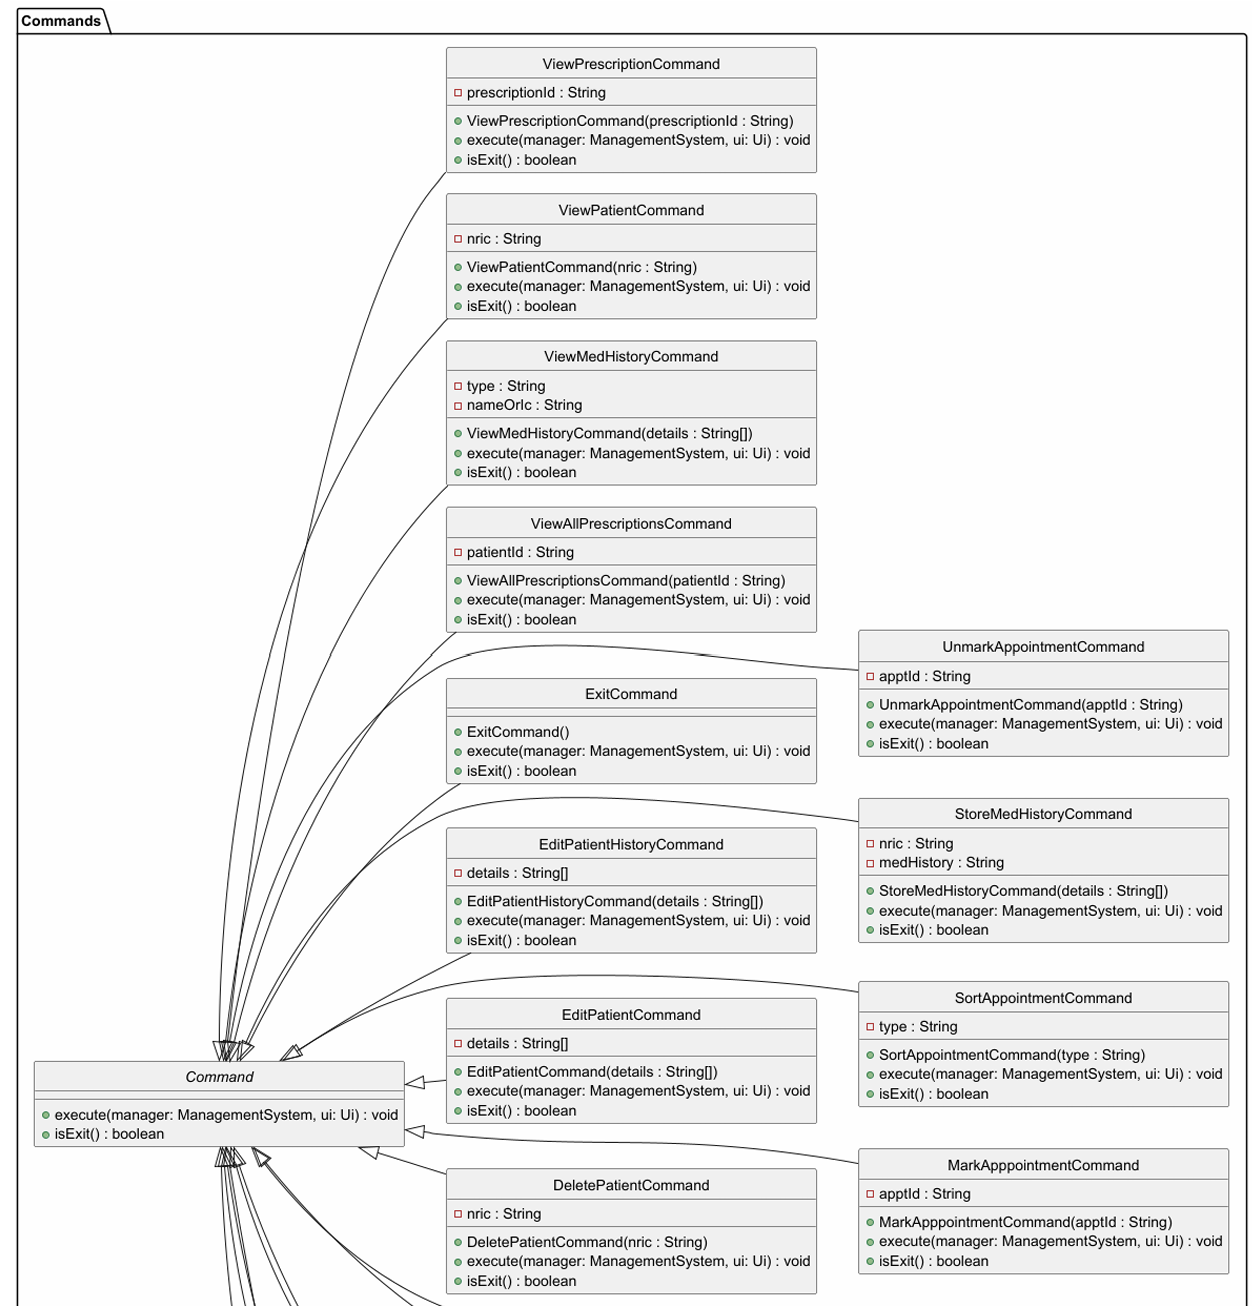 Commands
ViewPrescriptionCommand
prescriptionId : String
ViewPrescriptionCommand(prescriptionId : String)
execute(manager: ManagementSystem, ui: Ui) : void
isExit() : boolean
ViewPatientCommand
nric : String
ViewPatientCommand(nric : String)
execute(manager: ManagementSystem, ui: Ui) : void
isExit() : boolean
ViewMedHistoryCommand
type : String
nameOrIc : String
ViewMedHistoryCommand(details : String[])
execute(manager: ManagementSystem, ui: Ui) : void
isExit() : boolean
ViewAllPrescriptionsCommand
patientId : String
ViewAllPrescriptionsCommand(patientId : String)
execute(manager: ManagementSystem, ui: Ui) : void
isExit() : boolean
UnmarkAppointmentCommand
apptId : String
UnmarkAppointmentCommand(apptId : String)
execute(manager: ManagementSystem, ui: Ui) : void
isExit() : boolean
ExitCommand
ExitCommand()
execute(manager: ManagementSystem, ui: Ui) : void
isExit() : boolean
StoreMedHistoryCommand
nric : String
medHistory : String
StoreMedHistoryCommand(details : String[])
execute(manager: ManagementSystem, ui: Ui) : void
isExit() : boolean
EditPatientHistoryCommand
details : String[]
EditPatientHistoryCommand(details : String[])
execute(manager: ManagementSystem, ui: Ui) : void
isExit() : boolean
SortAppointmentCommand
type : String
SortAppointmentCommand(type : String)
execute(manager: ManagementSystem, ui: Ui) : void
isExit() : boolean
EditPatientCommand
details : String[]
EditPatientCommand(details : String[])
execute(manager: ManagementSystem, ui: Ui) : void
isExit() : boolean
Command
execute(manager: ManagementSystem, ui: Ui) : void
isExit() : boolean
MarkApppointmentCommand
apptId : String
MarkApppointmentCommand(apptId : String)
execute(manager: ManagementSystem, ui: Ui) : void
isExit() : boolean
DeletePatientCommand
nric : String
DeletePatientCommand(nric : String)
execute(manager: ManagementSystem, ui: Ui) : void
isExit() : boolean